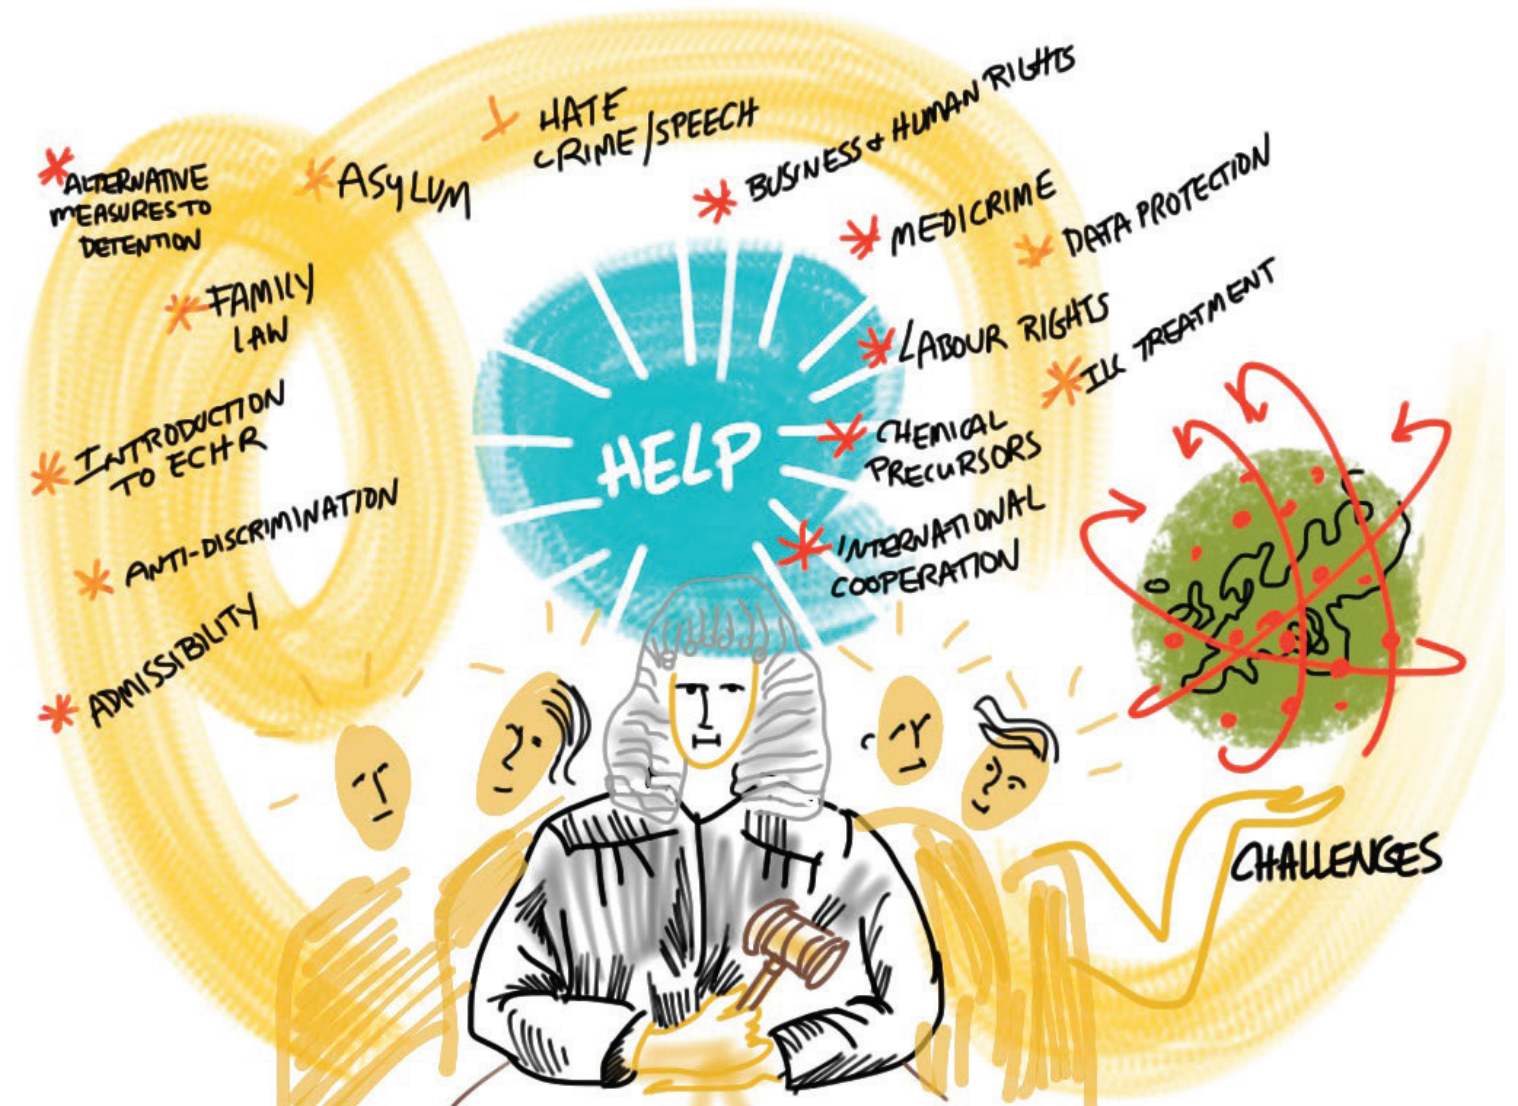 HATE
CRIME/SPEECH
BUSINESS & HUMAN RIGHTS
ALTERNATIVE
MEASURES TO
DETENTION
ASYLUM
MEDICRIME
DATA PROTECTION
FAMILY
LAW
LABOUR RIGHTS
ILL TREATMENT
INTRODUCTION
TO ECHR
HELP
CHEMICAL
PRECURSORS
ANTI-DISCRIMINATION
INTERNATIONAL
COOPERATION
ADMISSIBILITY
CHALLENGES